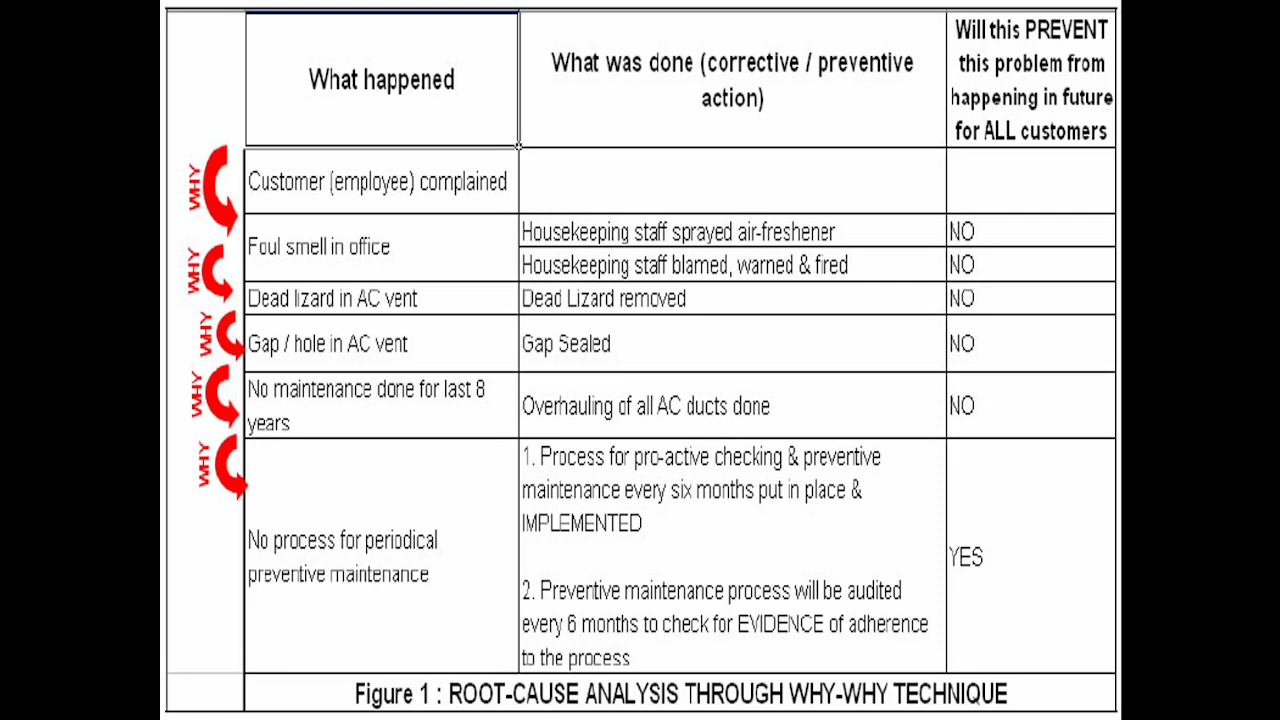 What happened
What was done (corrective / preventive
action)
Will this PREVENT
this problem from
happening in future
for ALL customers
WHY
Customer (employee) complained
WHY
Foul smell in office
Housekeeping staff sprayed air-freshener
NO
Housekeeping staff blamed, warned & fired
NO
Dead lizard in AC vent
Dead Lizard removed
NO
WHY
Gap / hole in AC vent
Gap Sealed
NO
WHY
No maintenance done for last 8
years
Overhauling of all AC ducts done
NO
WHY
No process for periodical
preventive maintenance
1. Process for pro-active checking & preventive
maintenance every six months put in place &
IMPLEMENTED
2. Preventive maintenance process will be audited
every 6 months to check for EVIDENCE of adherence
to the process
YES
Figure 1 : ROOT-CAUSE ANALYSIS THROUGH WHY-WHY TECHNIQUE